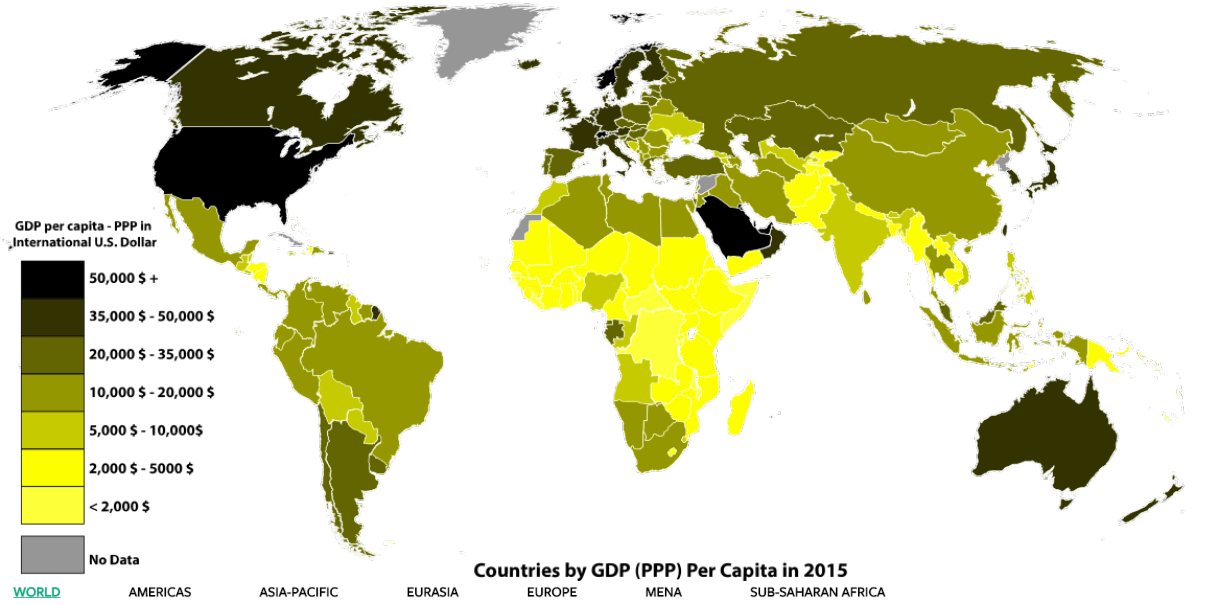 GDP per capita - PPP in
International U.S. Dollar
50,000 $ +
35,000 $ - 50,000 $
20,000 $ - 35,000 $
10,000 $ - 20,000 $
5,000 $ - 10,000$
2,000 $ - 5000 $
< 2,000 $
No Data
Countries by GDP (PPP) Per Capita in 2015
WORLD AMERICAS ASIA-PACIFIC EURASIA EUROPE MENA SUB-SAHARAN AFRICA